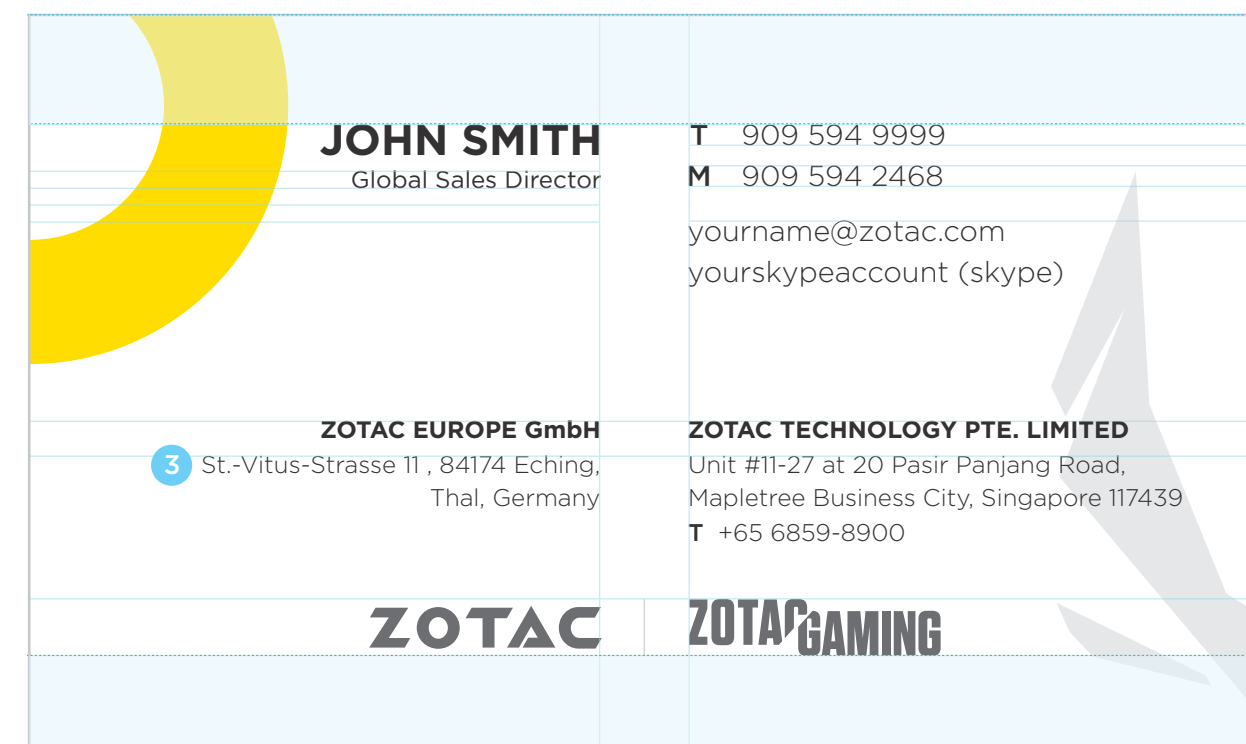 JOHN SMITH
Global Sales Director
T 909 594 9999
M 909 594 2468
yourname@zotac.com
yourskypeaccount (skype)
ZOTAC EUROPE GmbH
3 St.-Vitus-Strasse 11 , 84174 Eching,
Thal, Germany
ZOTAC TECHNOLOGY PTE. LIMITED
Unit #11-27 at 20 Pasir Panjang Road,
Mapletree Business City, Singapore 117439
T +65 6859-8900
ZOTAC
ZOTAC GAMING